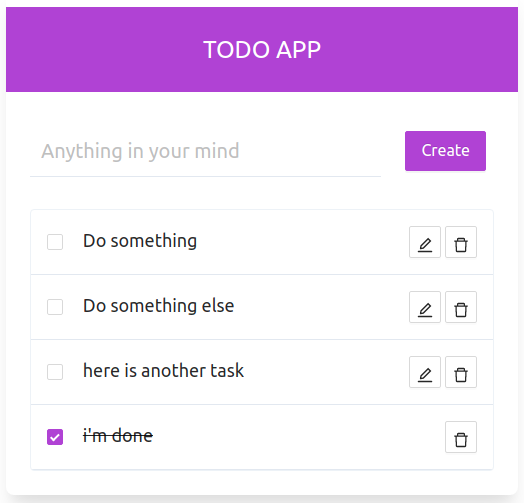 TODO APP
Anything in your mind
Create
Do something
Do something else
here is another task
i'm done